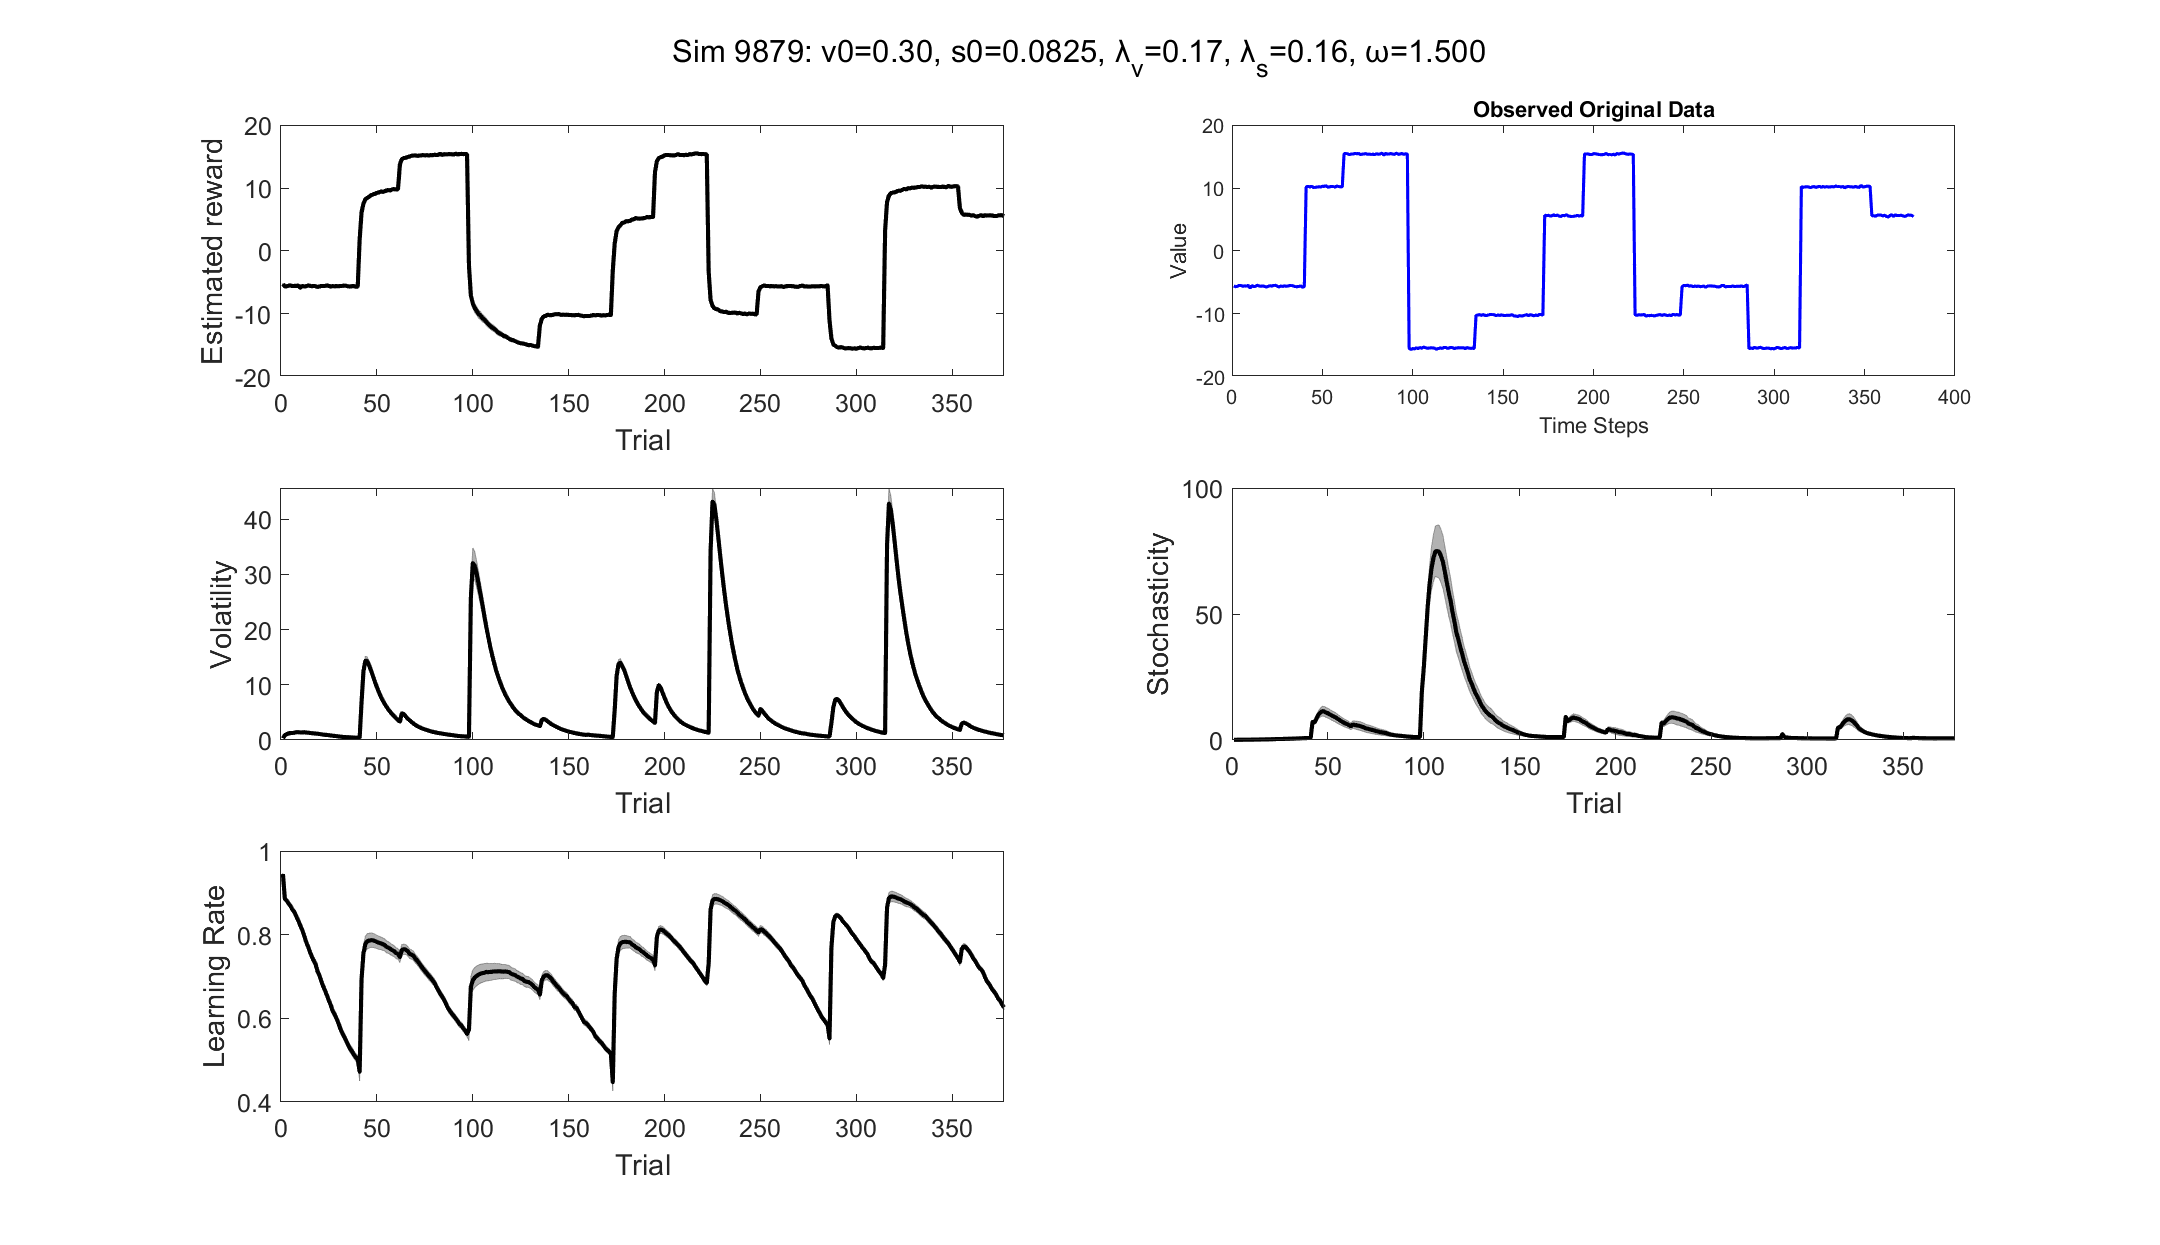 Sim 9879: v0=0.30, s0=0.0825, λv=0.17, λs=0.16, ω=1.500
Estimated reward
20
10
0
-10
-20
0 50 100 150 200 250 300 350
Trial
Observed Original Data
Value
20
10
0
-10
-20
0 50 100 150 200 250 300 350 400
Time Steps
Volatility
40
30
20
10
0
0 50 100 150 200 250 300 350
Trial
Stochasticity
100
50
0
0 50 100 150 200 250 300 350
Trial
Learning Rate
1
0.8
0.6
0.4
0 50 100 150 200 250 300 350
Trial